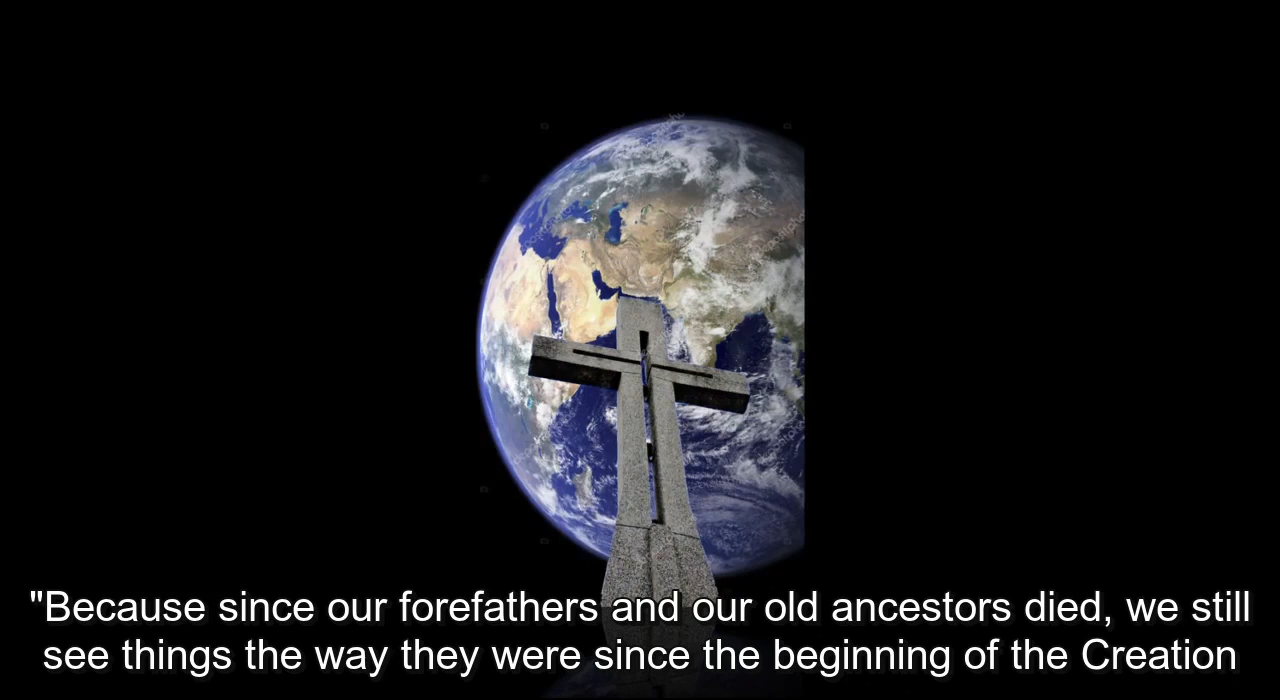 "Because since our forefathers and our old ancestors died, we still
see things the way they were since the beginning of the Creation